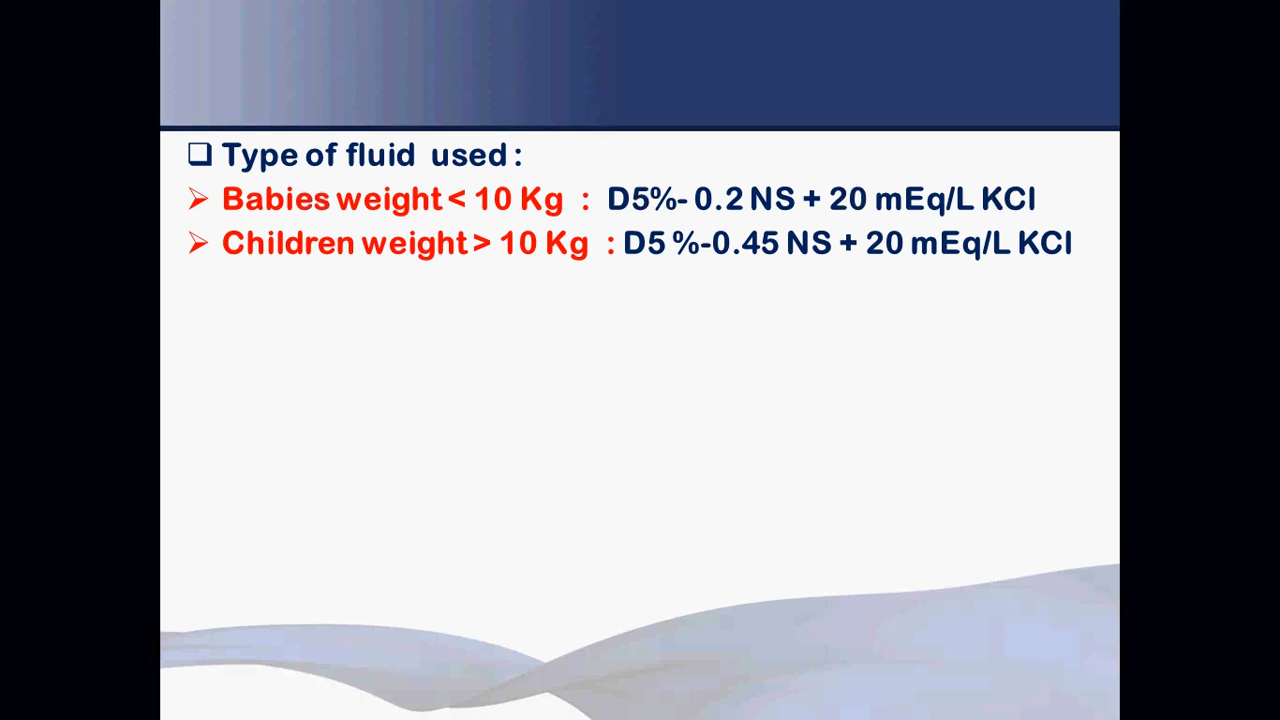 ❑ Type of fluid used :
➢ Babies weight < 10 Kg : D5%- 0.2 NS + 20 mEq/L KCl
➢ Children weight > 10 Kg : D5 %-0.45 NS + 20 mEq/L KCl